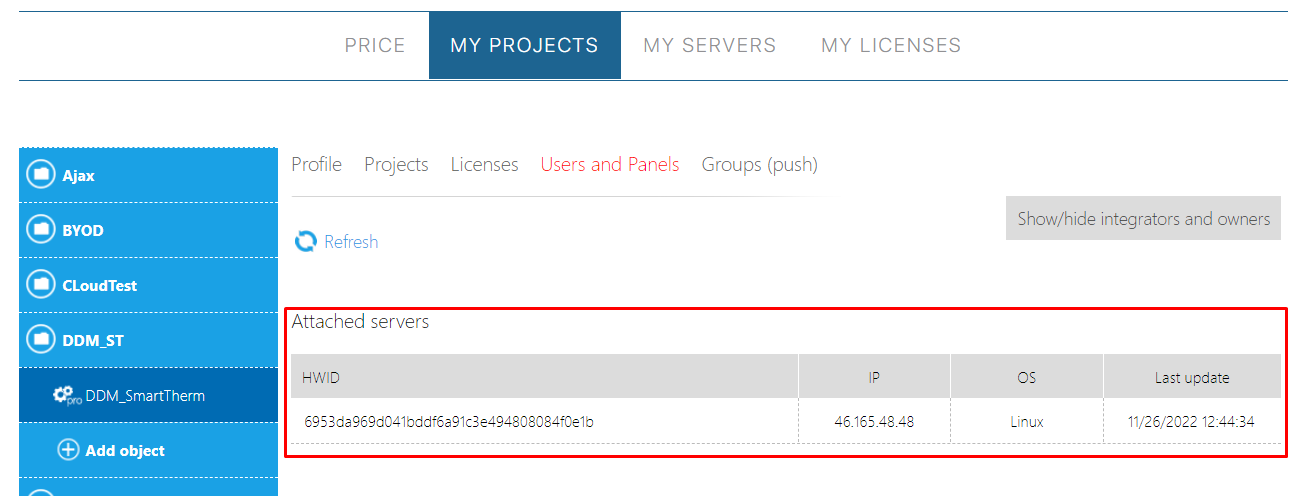 PRICE MY PROJECTS MY SERVERS MY LICENSES
Ajax
BYOD
CLoudTest
DDM_ST
pro DDM_SmartTherm
Add object
Profile Projects Licenses Users and Panels Groups (push)
Show/hide integrators and owners
Refresh
Attached servers
HWID IP OS Last update
6953da969d041bddf6a91c3e494808084f0e1b 46.165.48.48 Linux 11/26/2022 12:44:34